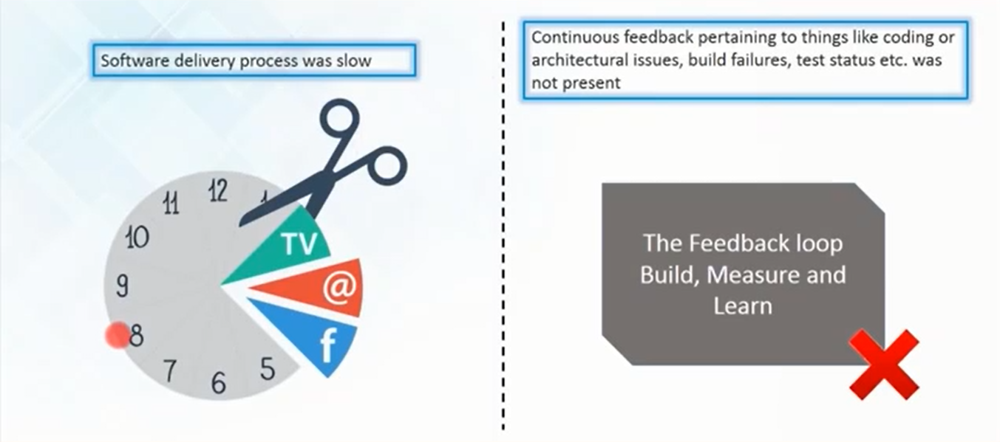 Software delivery process was slow
12
11
10
9
8
7
6
5
TV
@
f
Continuous feedback pertaining to things like coding or
architectural issues, build failures, test status etc. was
not present
The Feedback loop
Build, Measure and
Learn